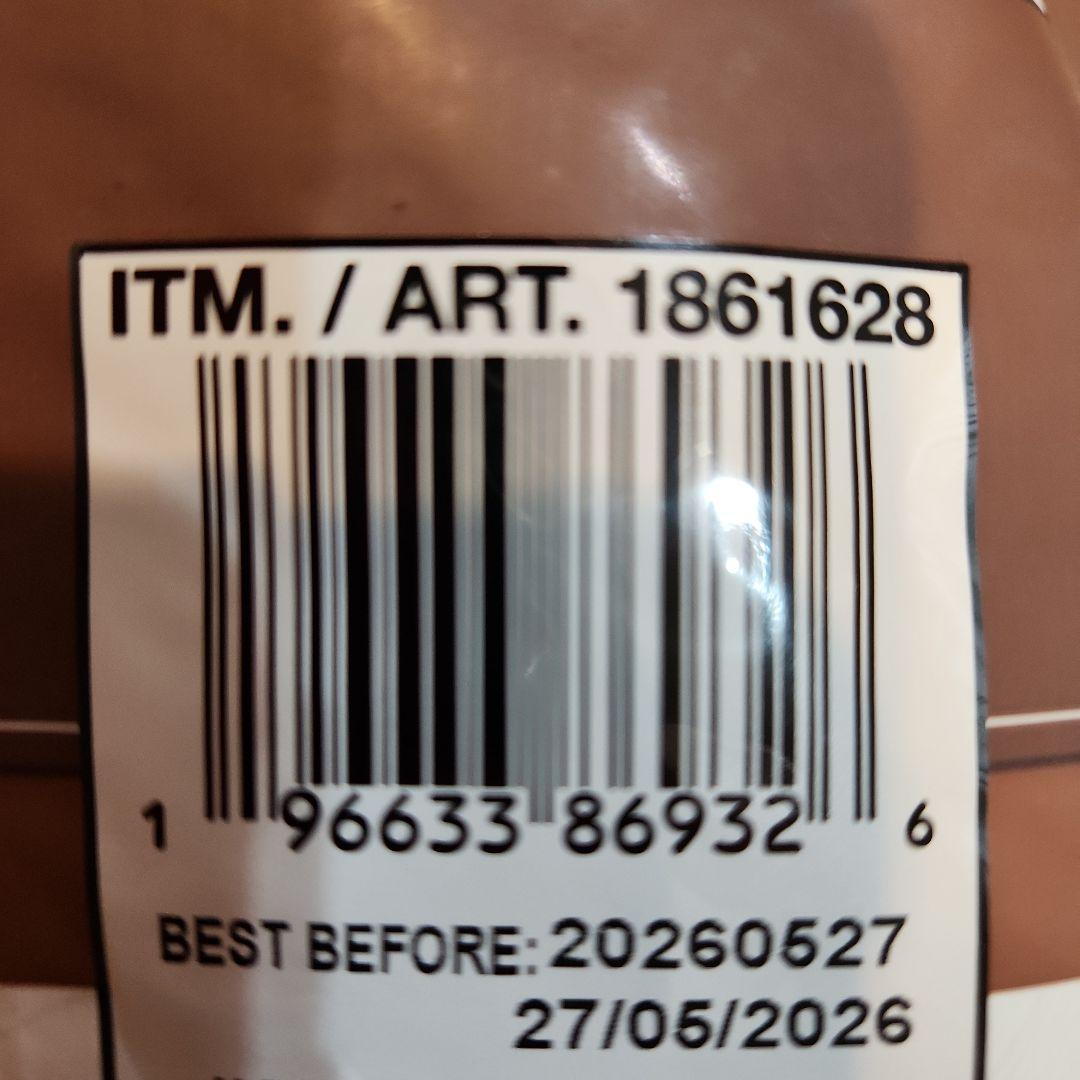 ITM. / ART. 1861628
1 96633 86932 6
BEST BEFORE: 20260527
27/05/2026